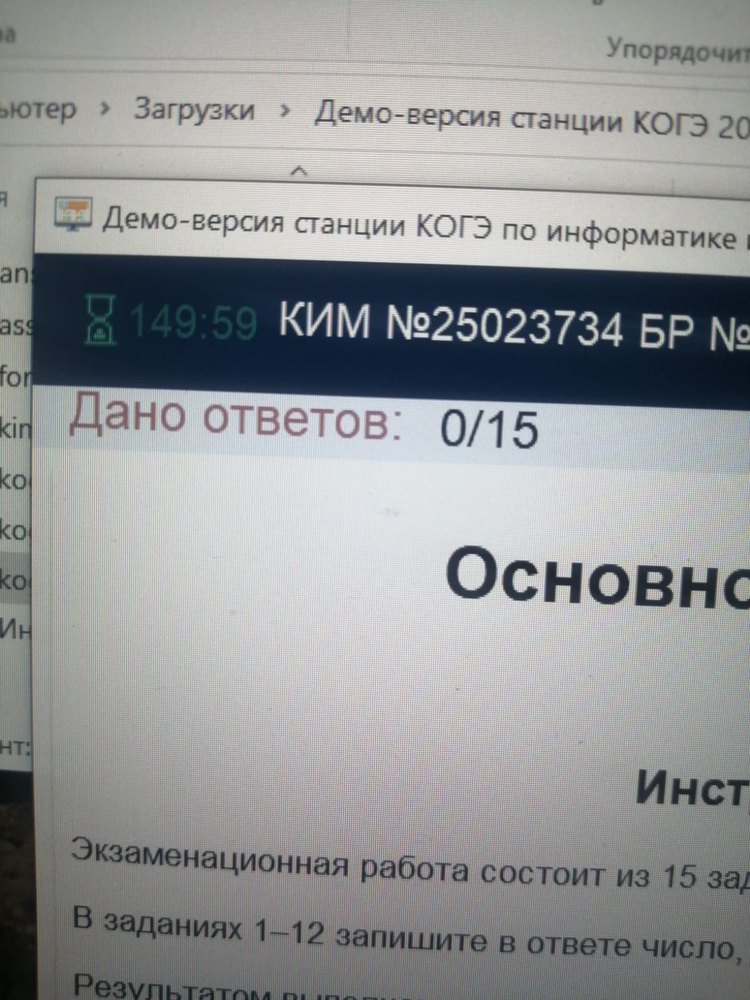 Упорядочит
ьютер › Загрузки › Демо-версия станции КОГЭ 20
я
Демо-версия станции КОГЭ по информатике
an
149:59 КИМ №25023734 БР №
ass
for
Дано ответов: 0/15
kin
ko
ko
Основно
ko
Ин
нт:
Инст
Экзаменационная работа состоит из 15 зад
В заданиях 1–12 запишите в ответе число,
Результатом